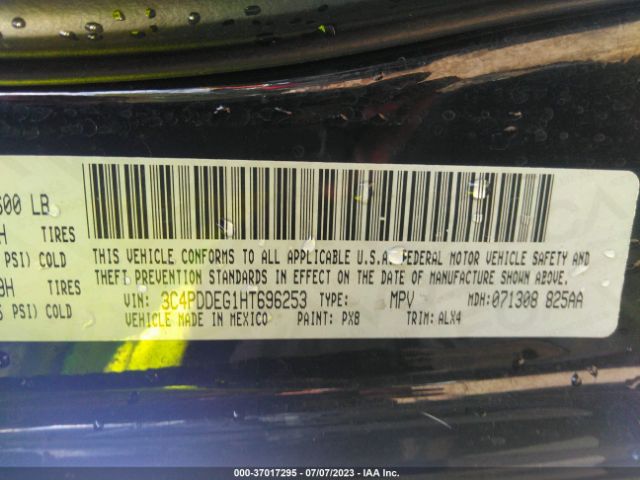 600 LB
H TIRES
PSI) COLD
H TIRES
PSI) COLD
THIS VEHICLE CONFORMS TO ALL APPLICABLE U.S.A. FEDERAL MOTOR VEHICLE SAFETY AND
THEFT PREVENTION STANDARDS IN EFFECT ON THE DATE OF MANUFACTURE SHOWN ABOVE.
VIN: 3C4PDDEG1HT696253 TYPE: MPV MDH: 071308 825AA
VEHICLE MADE IN MEXICO PAINT: PX8 TRIM: ALX4
000-37017295 - 07/07/2023 - IAA Inc.